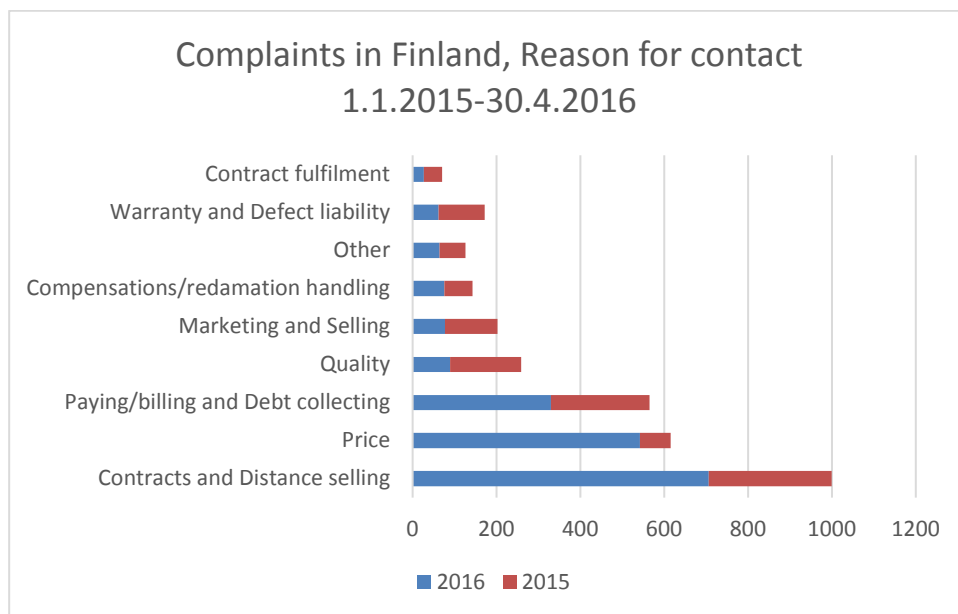 Complaints in Finland, Reason for contact
1.1.2015-30.4.2016
Contract fulfilment
Warranty and Defect liability
Other
Compensations/redamation handling
Marketing and Selling
Quality
Paying/billing and Debt collecting
Price
Contracts and Distance selling
0 200 400 600 800 1000 1200
2016 2015